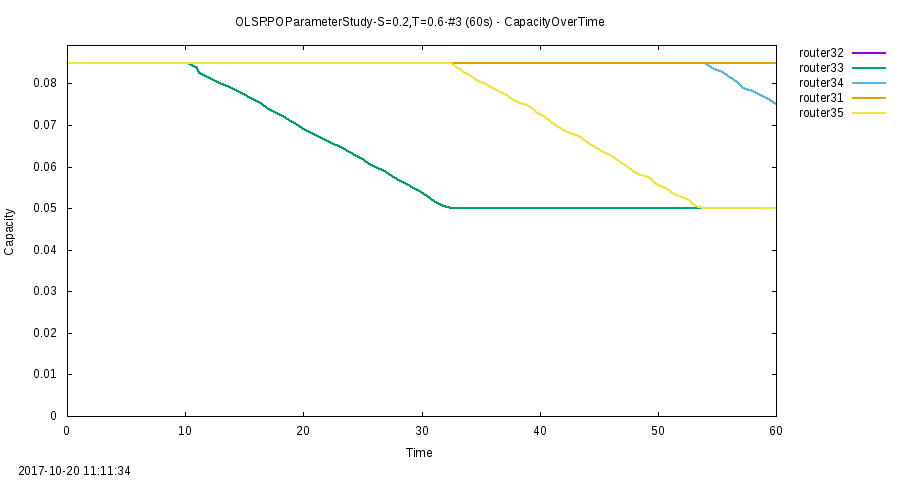 OLSRPOParameterStudy-S=0.2,T=0.6-#3 (60s) - CapacityOverTime
router32
router33
router34
router31
router35
0.08
0.07
0.06
0.05
0.04
0.03
0.02
0.01
0
Capacity
0 10 20 30 40 50 60
Time
2017-10-20 11:11:34